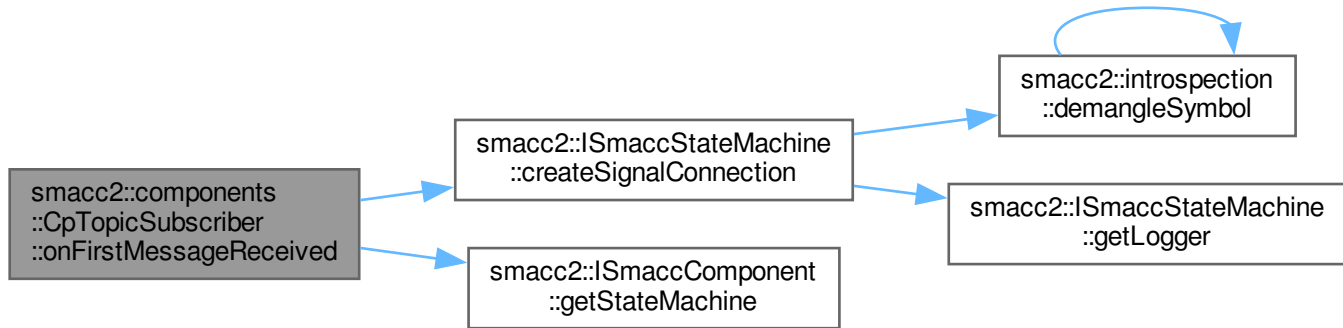 smacc2::components
::CpTopicSubscriber
::onFirstMessageReceived
smacc2::ISmaccStateMachine
::createSignalConnection
smacc2::ISmaccComponent
::getStateMachine
smacc2::introspection
::demangleSymbol
smacc2::ISmaccStateMachine
::getLogger